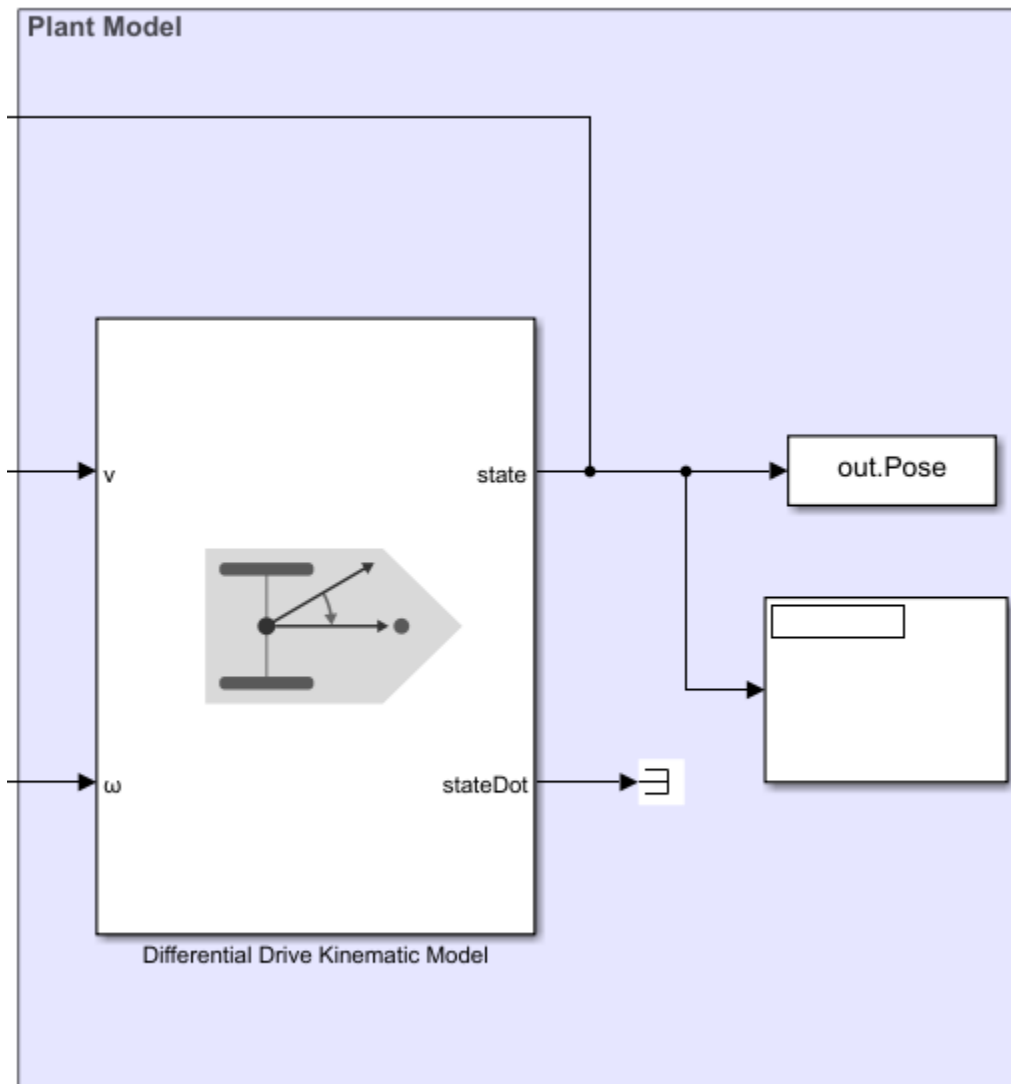 Plant Model
v
state
out.Pose
ω
stateDot
Differential Drive Kinematic Model